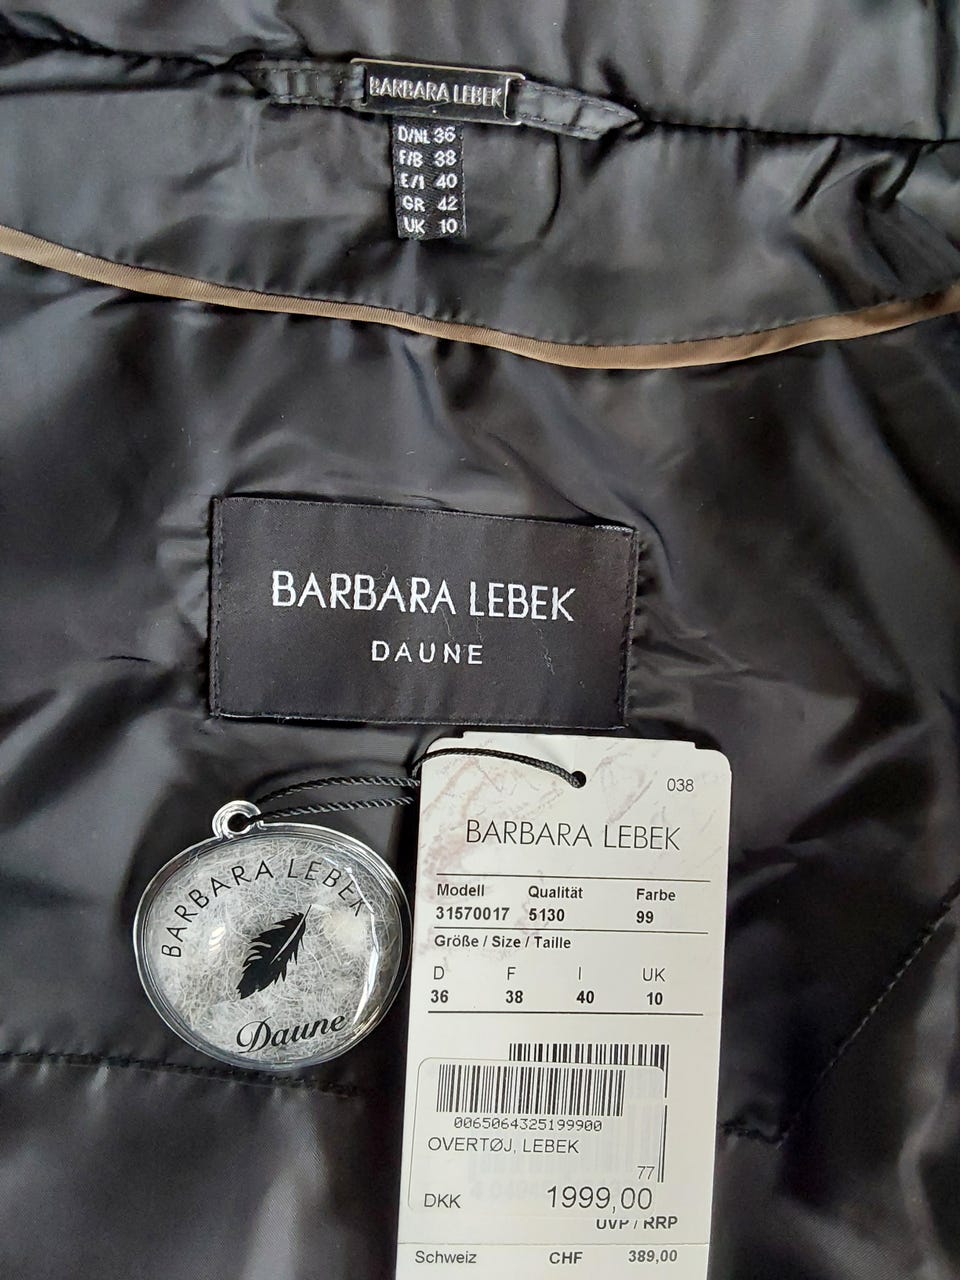 BARBARA LEBEK
D/NL 36
F/B 38
E/I 40
GR 42
UK 10
BARBARA LEBEK
DAUNE
038
BARBARA LEBEK
Modell Qualität Farbe
31570017 5130 99
Größe / Size / Taille
D F I UK
36 38 40 10
BARBARA LEBEK
Daune
0065064325199900
OVERTØJ, LEBEK
77
DKK 1999,00
UVP / RRP
Schweiz CHF 389,00